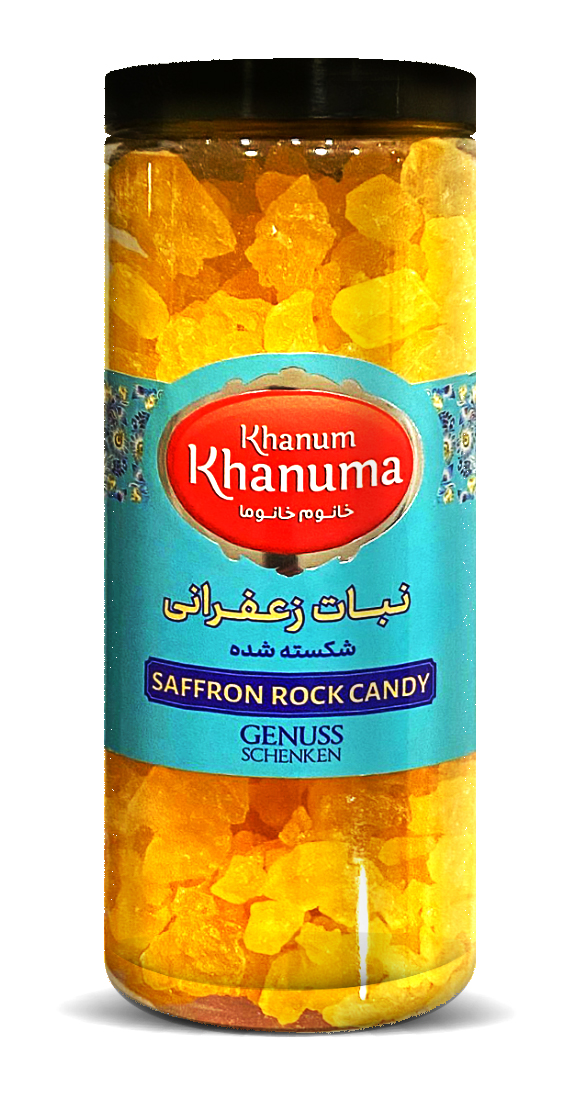 Khanum
Khanuma
خانوم خانوما
نبات زعفرانی
شکسته شده
SAFFRON ROCK CANDY
GENUSS
SCHENKEN